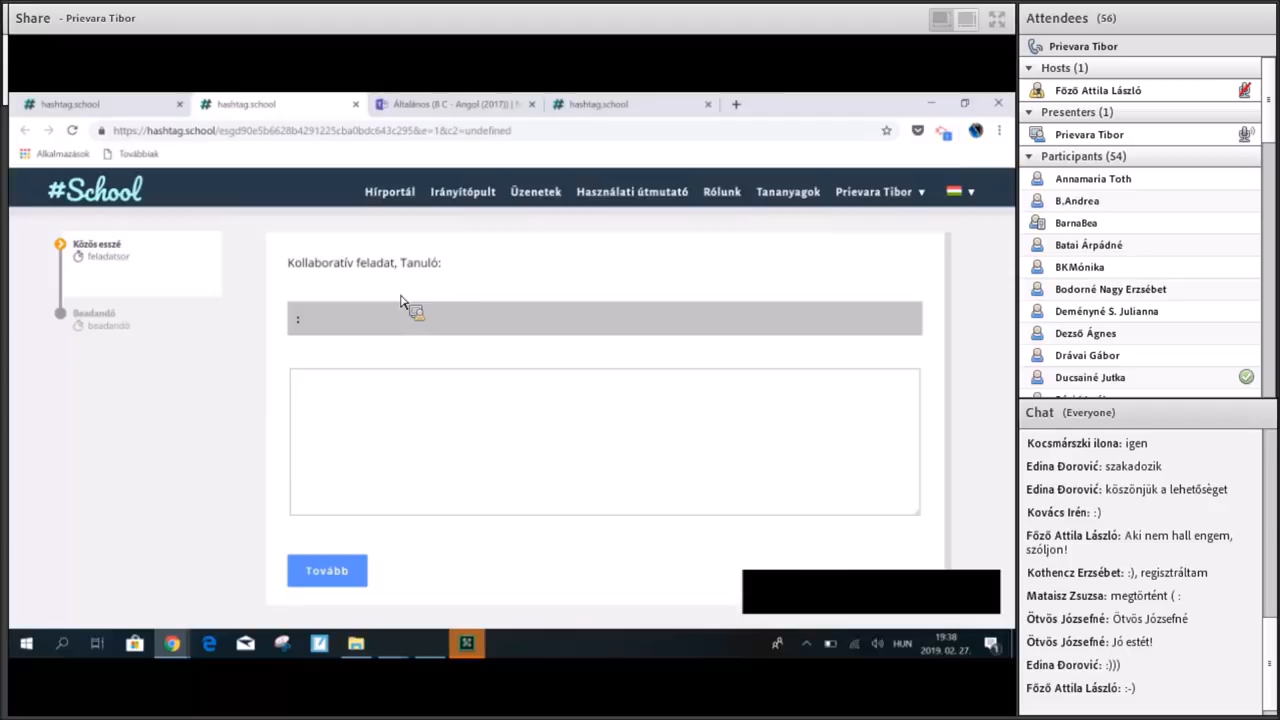 Share - Prievara Tibor
hashtag.school
hashtag.school
Általános (8 C - Angol (2017)) |
hashtag.school
https://hashtag.school/esgd90e5b6628b4291225cba0bdc643c295&e=1&c2=undefined
Alkalmazások Továbbiak
#School
Hírportál Irányítópult Üzenetek Használati útmutató Rólunk Tananyagok Prievara Tibor
Közös esszé
feladatsor
Beadandó
beadandó
Kollaboratív feladat, Tanuló:
:
Tovább
HUN
19:38
2019. 02. 27.
Attendees (56)
Prievara Tibor
Hosts (1)
Főző Attila László
Presenters (1)
Prievara Tibor
Participants (54)
Annamaria Toth
B.Andrea
BarnaBea
Batai Árpádné
BKMónika
Bodorné Nagy Erzsébet
Deményné S. Julianna
Dezső Ágnes
Drávai Gábor
Ducsainé Jutka
Chat (Everyone)
Kocsmárszki ilona: igen
Edina Đorović: szakadozik
Edina Đorović: köszönjük a lehetőséget
Kovács Irén: :)
Főző Attila László: Aki nem hall engem,
szóljon!
Kothencz Erzsébet: :), regisztráltam
Mataisz Zsuzsa: megtörtént ( :
Ötvös Józsefné: Ötvös Józsefné
Ötvös Józsefné: Jó estét!
Edina Đorović: :)))
Főző Attila László: :-)